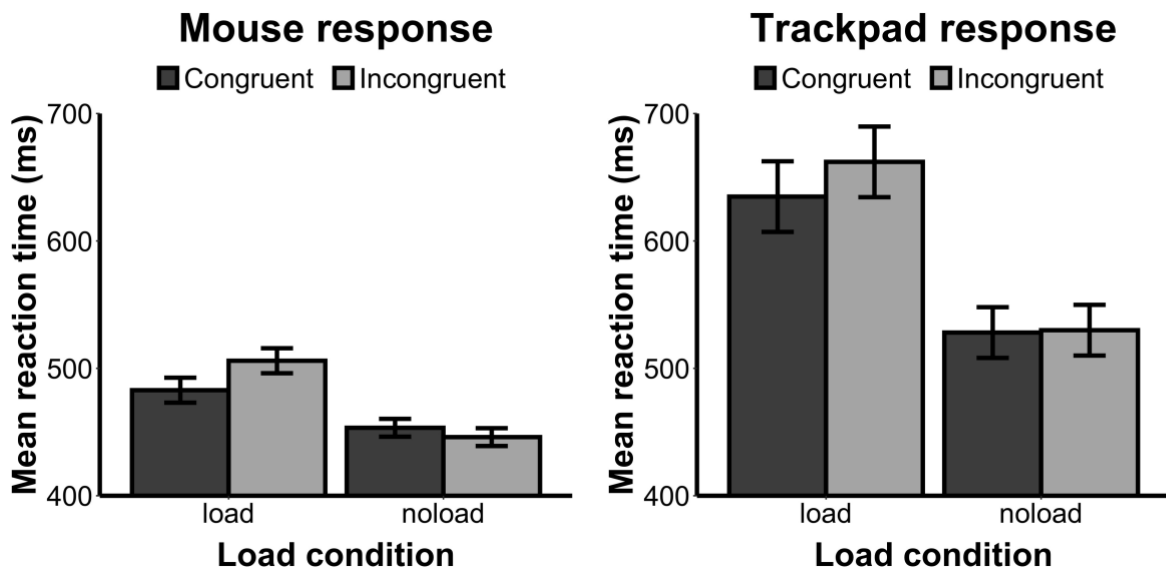 Mouse response
Congruent Incongruent
Mean reaction time (ms)
700
600
500
400
load noload
Load condition
Trackpad response
Congruent Incongruent
Mean reaction time (ms)
700
600
500
400
load noload
Load condition